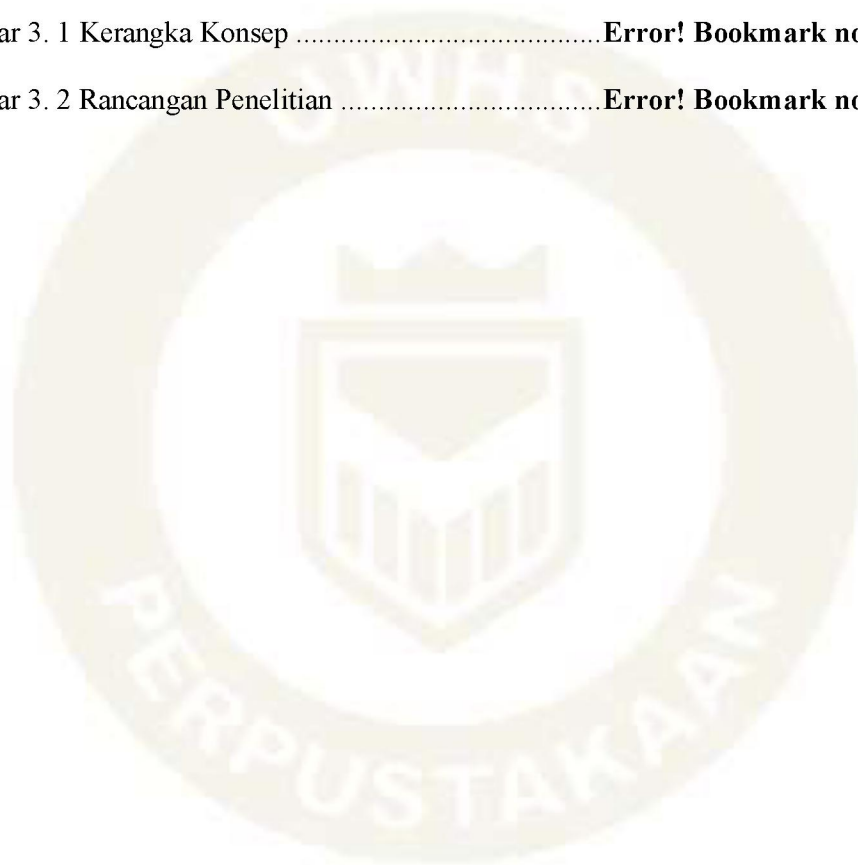 ar 3. 1 Kerangka Konsep ........................................Error! Bookmark no
ar 3. 2 Rancangan Penelitian ..................................Error! Bookmark no
UWHS
PERPUSTAKAAN